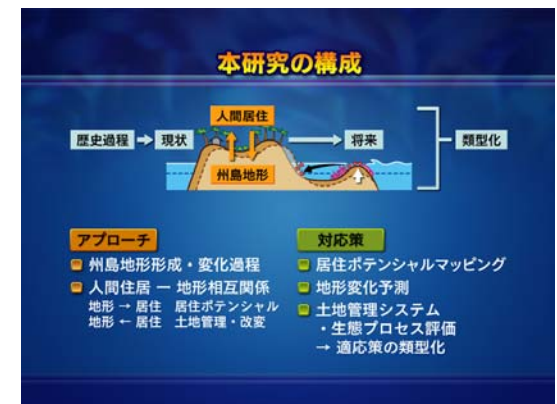 本研究の構成
人間居住
歴史過程 → 現状 → 将来 類型化
州島地形
アプローチ
州島地形形成・変化過程
人間住居 ー 地形相互関係
地形 → 居住 居住ポテンシャル
地形 ← 居住 土地管理・改変
対応策
居住ポテンシャルマッピング
地形変化予測
土地管理システム
・生態プロセス評価
→ 適応策の類型化